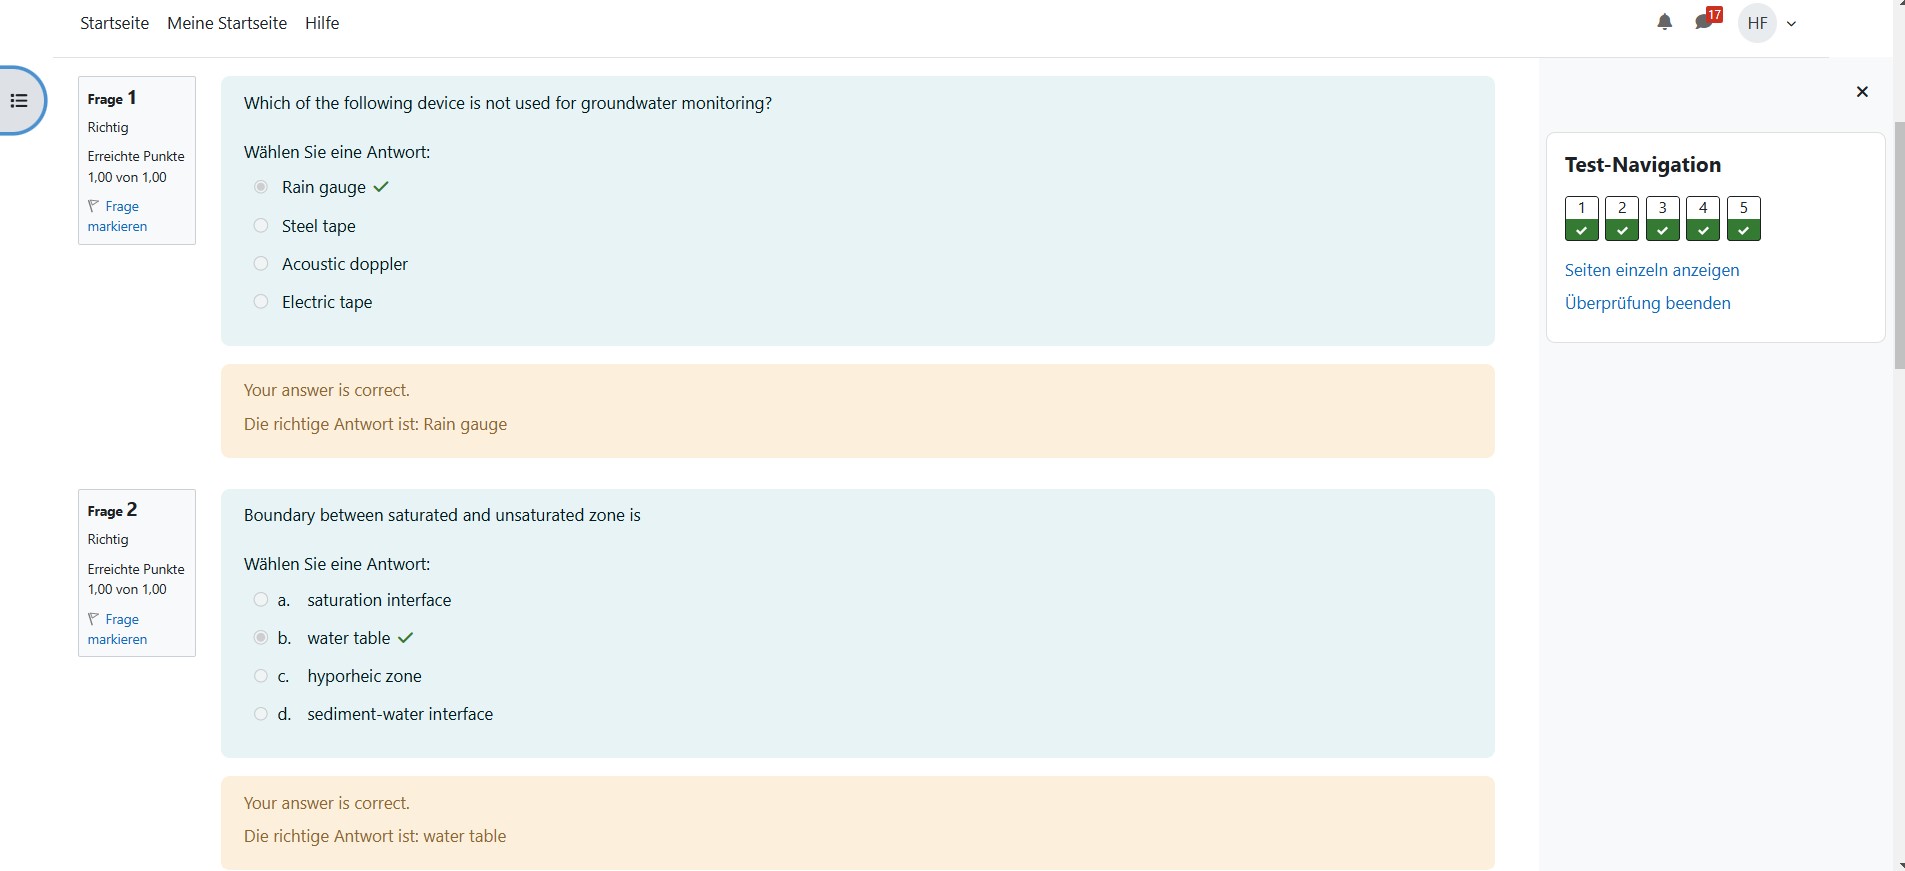 Startseite Meine Startseite Hilfe
17
HF
Frage 1
Richtig
Erreichte Punkte
1,00 von 1,00
Frage
markieren
Which of the following device is not used for groundwater monitoring?
Wählen Sie eine Antwort:
Rain gauge
Steel tape
Acoustic doppler
Electric tape
Your answer is correct.
Die richtige Antwort ist: Rain gauge
Frage 2
Richtig
Erreichte Punkte
1,00 von 1,00
Frage
markieren
Boundary between saturated and unsaturated zone is
Wählen Sie eine Antwort:
a. saturation interface
b. water table
c. hyporheic zone
d. sediment-water interface
Your answer is correct.
Die richtige Antwort ist: water table
Test-Navigation
1 2 3 4 5
Seiten einzeln anzeigen
Überprüfung beenden